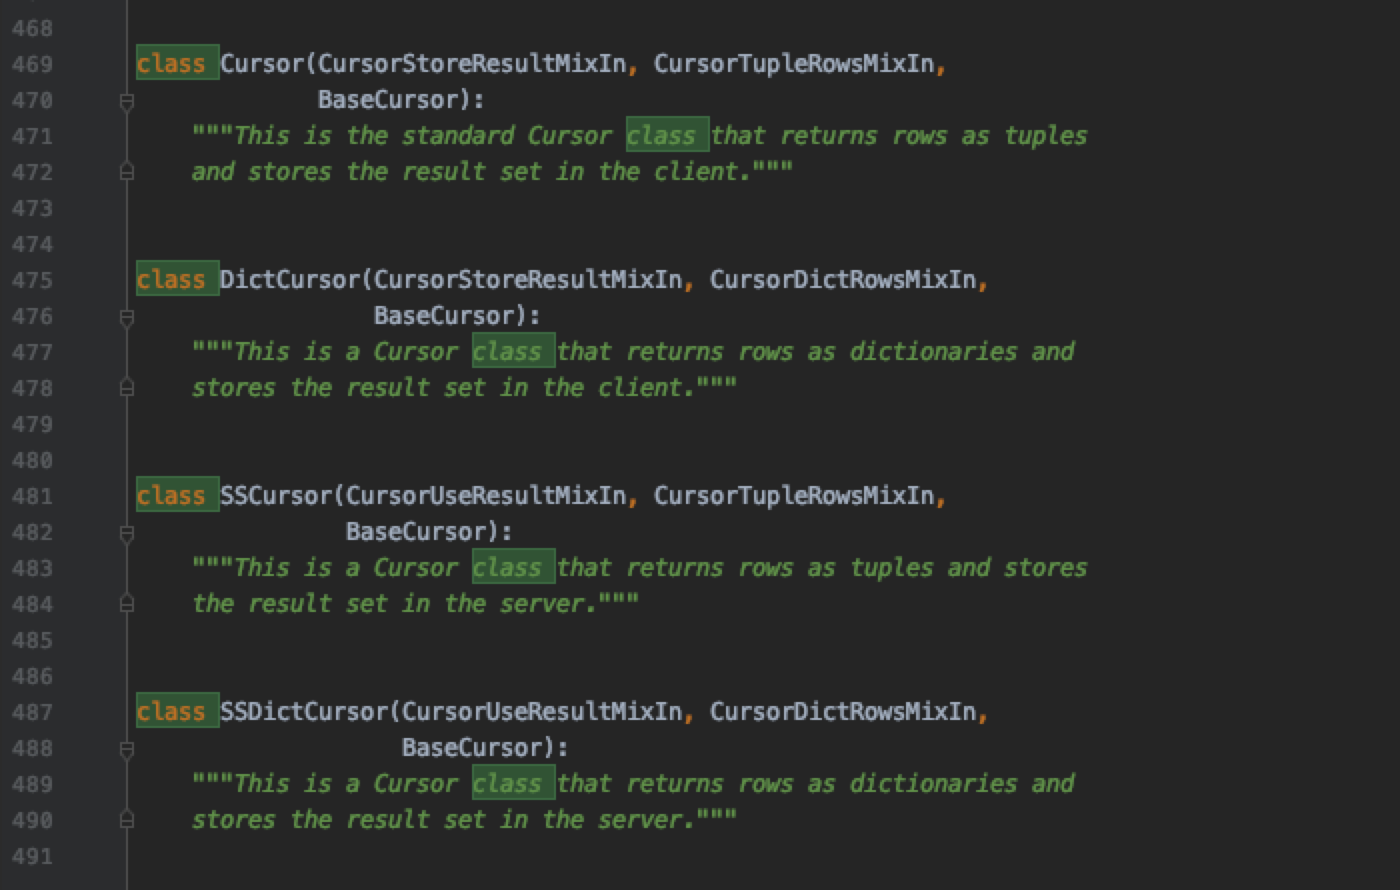 468
469 class Cursor(CursorStoreResultMixIn, CursorTupleRowsMixIn,
470              BaseCursor):
471     """This is the standard Cursor class that returns rows as tuples
472     and stores the result set in the client."""
473
474
475 class DictCursor(CursorStoreResultMixIn, CursorDictRowsMixIn,
476                  BaseCursor):
477     """This is a Cursor class that returns rows as dictionaries and
478     stores the result set in the client."""
479
480
481 class SSCursor(CursorUseResultMixIn, CursorTupleRowsMixIn,
482                BaseCursor):
483     """This is a Cursor class that returns rows as tuples and stores
484     the result set in the server."""
485
486
487 class SSDictCursor(CursorUseResultMixIn, CursorDictRowsMixIn,
488                    BaseCursor):
489     """This is a Cursor class that returns rows as dictionaries and
490     stores the result set in the server."""
491